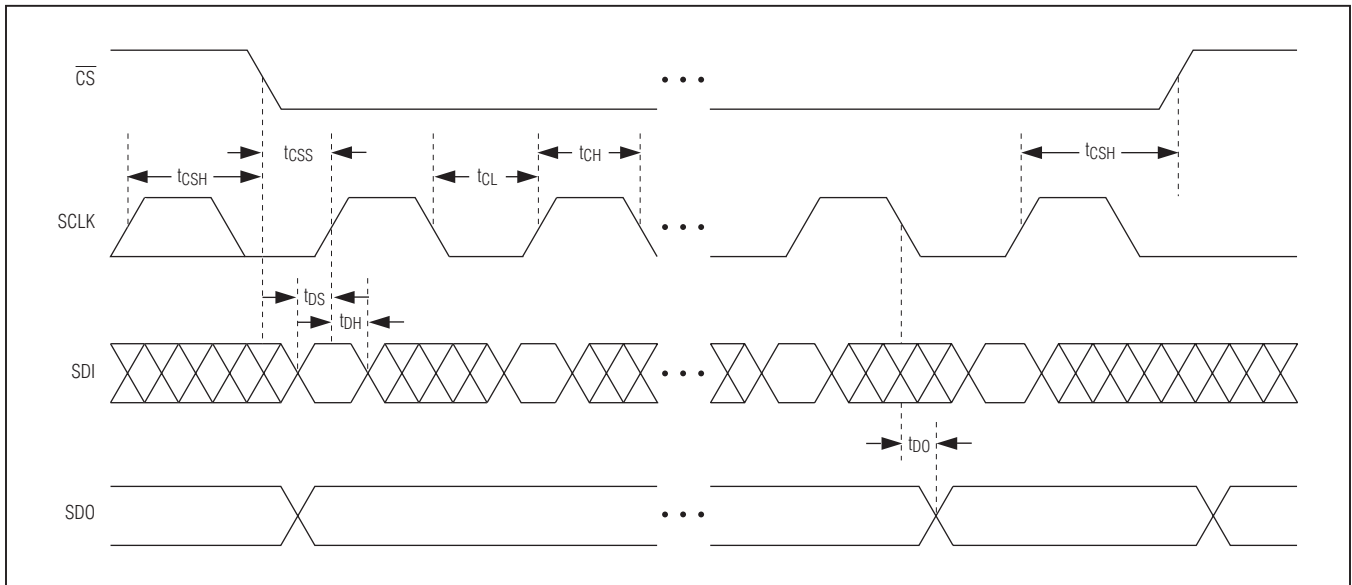 CS
• • •
tCSS
tCH
tCSH
tCSH
tCL
SCLK
• • •
tDS
tDH
SDI
• • •
tDO
SDO
• • •